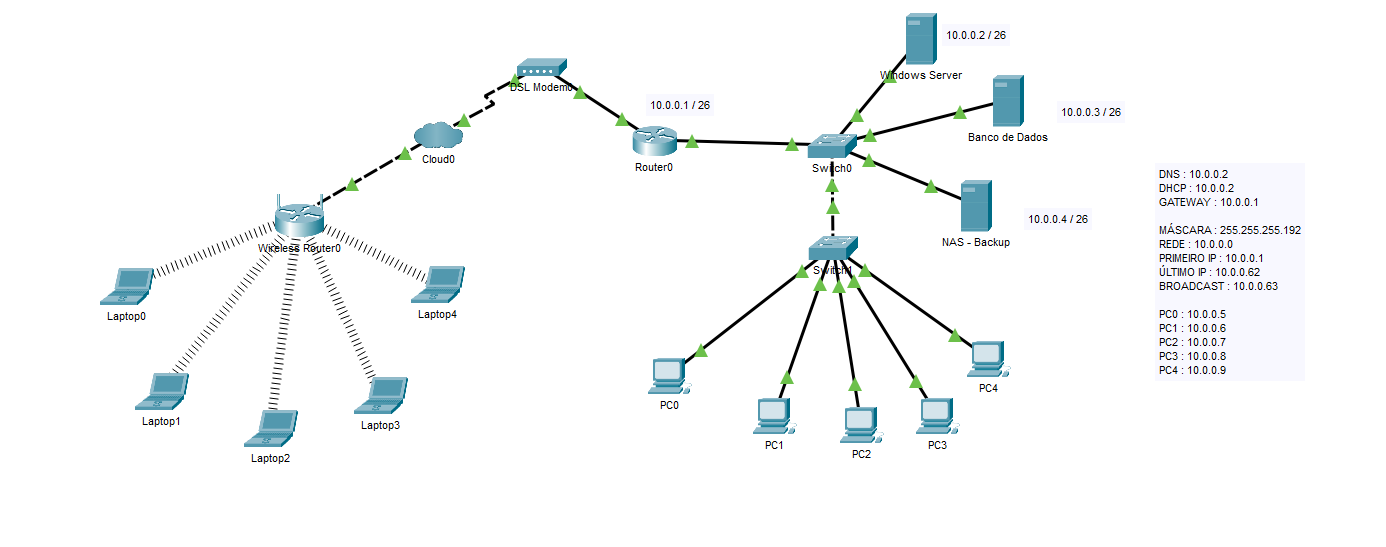 10.0.0.2 / 26
Windows Server
DSL Modem0
10.0.0.1 / 26
10.0.0.3 / 26
Banco de Dados
Cloud0
Router0
Switch0
DNS : 10.0.0.2
DHCP : 10.0.0.2
GATEWAY : 10.0.0.1
MÁSCARA : 255.255.255.192
REDE : 10.0.0.0
PRIMEIRO IP : 10.0.0.1
ÚLTIMO IP : 10.0.0.62
BROADCAST : 10.0.0.63
PC0 : 10.0.0.5
PC1 : 10.0.0.6
PC2 : 10.0.0.7
PC3 : 10.0.0.8
PC4 : 10.0.0.9
10.0.0.4 / 26
NAS - Backup
Wireless Router0
Switch1
Laptop0
Laptop4
Laptop1
Laptop3
Laptop2
PC0
PC4
PC1
PC2
PC3